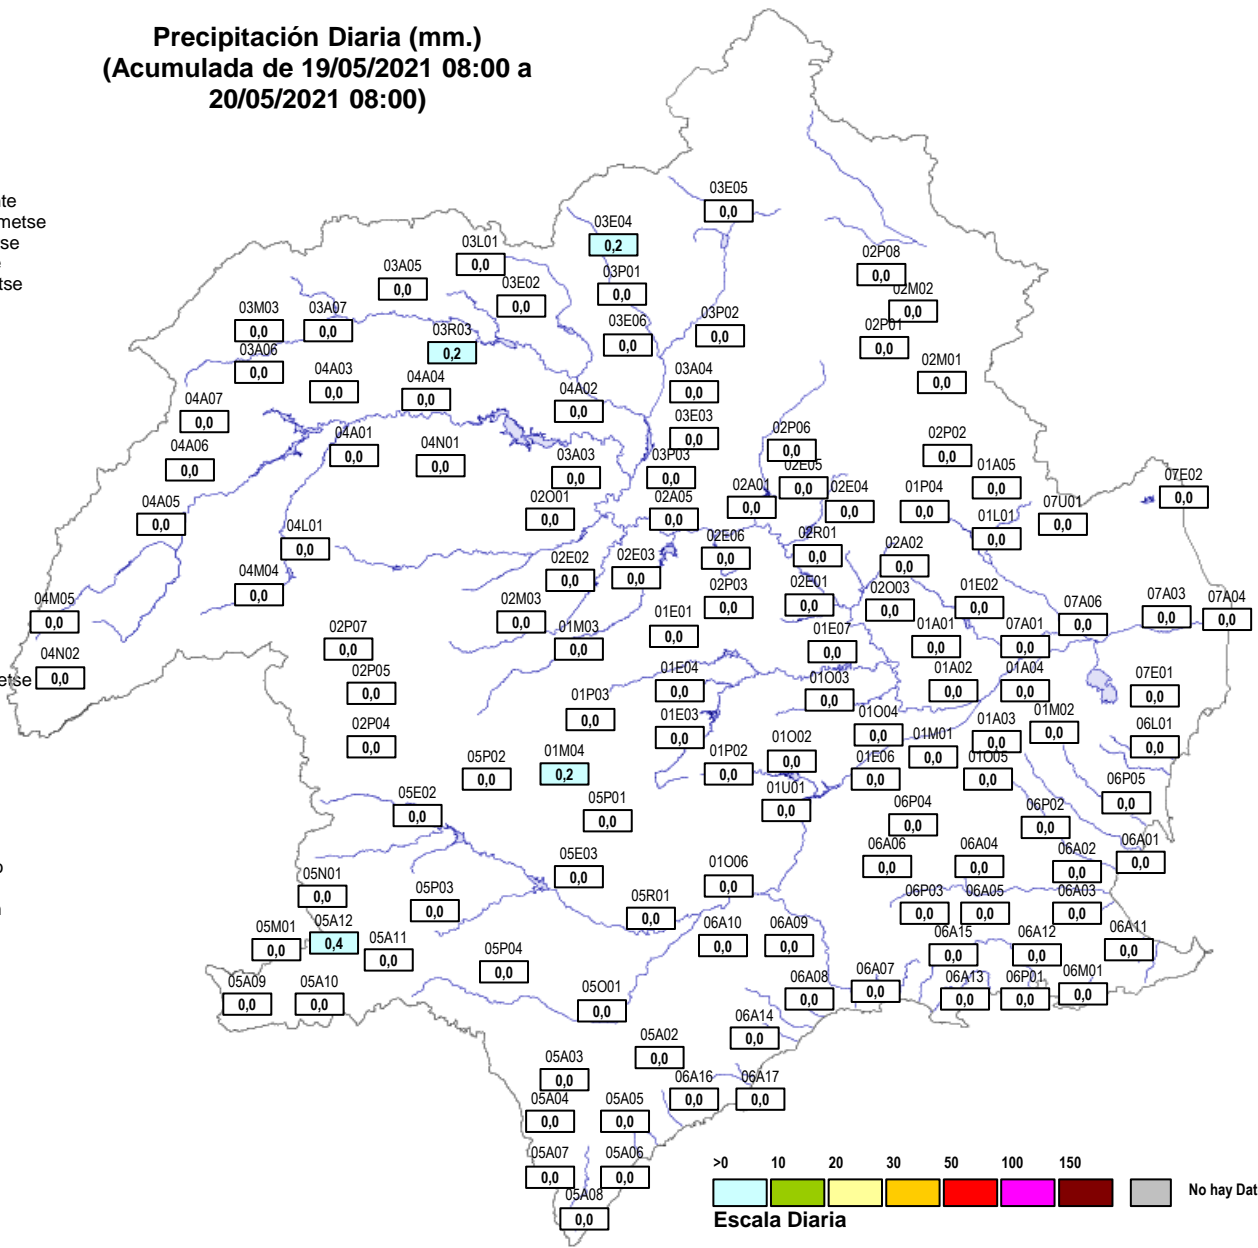 Precipitación Diaria (mm.)
(Acumulada de 19/05/2021 08:00 a
20/05/2021 08:00)
03E05
0,0
03E04
0,2
03L01
0,0
02P08
0,0
03A05
0,0
03P01
0,0
03E02
0,0
02M02
0,0
03M03
0,0
03A07
0,0
03P02
0,0
03R03
0,2
03E06
0,0
02P01
0,0
03A06
0,0
02M01
0,0
04A03
0,0
04A04
0,0
03A04
0,0
04A02
0,0
04A07
0,0
03E03
0,0
02P06
0,0
04A01
0,0
04N01
0,0
02P02
0,0
04A06
0,0
03A03
0,0
03P03
0,0
02E05
0,0
01A05
0,0
07E02
0,0
02A01
0,0
02E04
0,0
01P04
0,0
02O01
0,0
02A05
0,0
04A05
0,0
07U01
0,0
01L01
0,0
04L01
0,0
02E06
0,0
02R01
0,0
02A02
0,0
02E02
0,0
02E03
0,0
04M04
0,0
02P03
0,0
02E01
0,0
02O03
0,0
01E02
0,0
04M05
0,0
02M03
0,0
07A06
0,0
07A03
0,0
07A04
0,0
01E01
0,0
02P07
0,0
01M03
0,0
01E07
0,0
01A01
0,0
07A01
0,0
04N02
0,0
etse
02P05
0,0
01E04
0,0
01O03
0,0
01A02
0,0
01A04
0,0
07E01
0,0
01P03
0,0
01E03
0,0
01O04
0,0
01A03
0,0
01M02
0,0
06L01
0,0
02P04
0,0
01M01
0,0
05P02
0,0
01M04
0,2
01P02
0,0
01O02
0,0
01E06
0,0
01O05
0,0
05E02
0,0
05P01
0,0
01U01
0,0
06P05
0,0
06P04
0,0
06P02
0,0
05E03
0,0
06A06
0,0
06A04
0,0
06A02
0,0
06A01
0,0
05N01
0,0
01O06
0,0
05P03
0,0
05R01
0,0
06P03
0,0
06A05
0,0
06A03
0,0
05M01
0,0
05A12
0,4
05A11
0,0
06A10
0,0
06A09
0,0
06A15
0,0
06A12
0,0
06A11
0,0
05P04
0,0
05A09
0,0
05A10
0,0
05O01
0,0
06A08
0,0
06A07
0,0
06A13
0,0
06P01
0,0
06M01
0,0
06A14
0,0
05A02
0,0
05A03
0,0
06A16
0,0
06A17
0,0
05A04
0,0
05A05
0,0
05A07
0,0
05A06
0,0
05A08
0,0
>0 10 20 30 50 100 150
No hay Dat
Escala Diaria